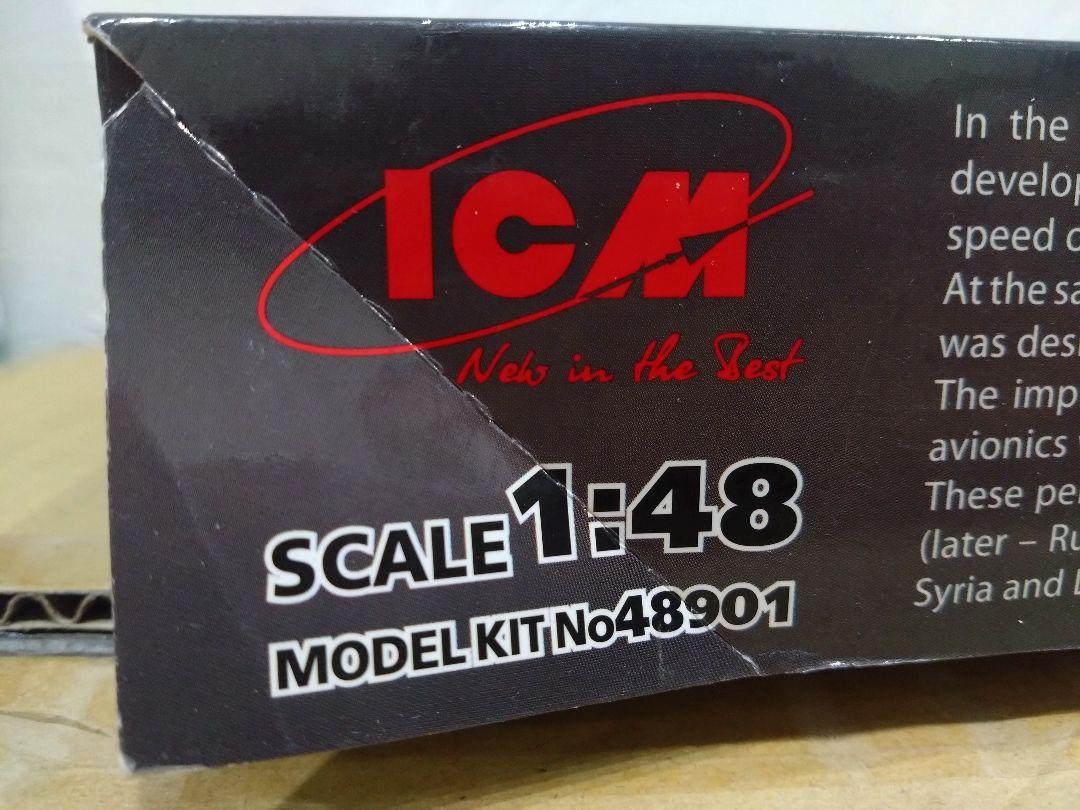 ICM
New in the Best
SCALE 1:48
MODEL KIT No48901
In the
develop
speed o
At the sa
was desi
The imp
avionics
These pe
(later – Ru
Syria and